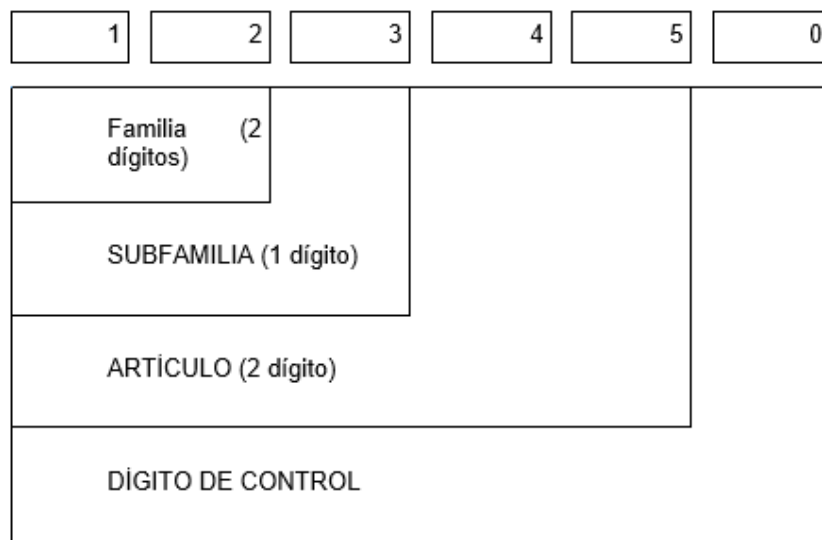 1 2 3 4 5 0
Familia (2
dígitos)
SUBFAMILIA (1 dígito)
ARTÍCULO (2 dígito)
DÍGITO DE CONTROL